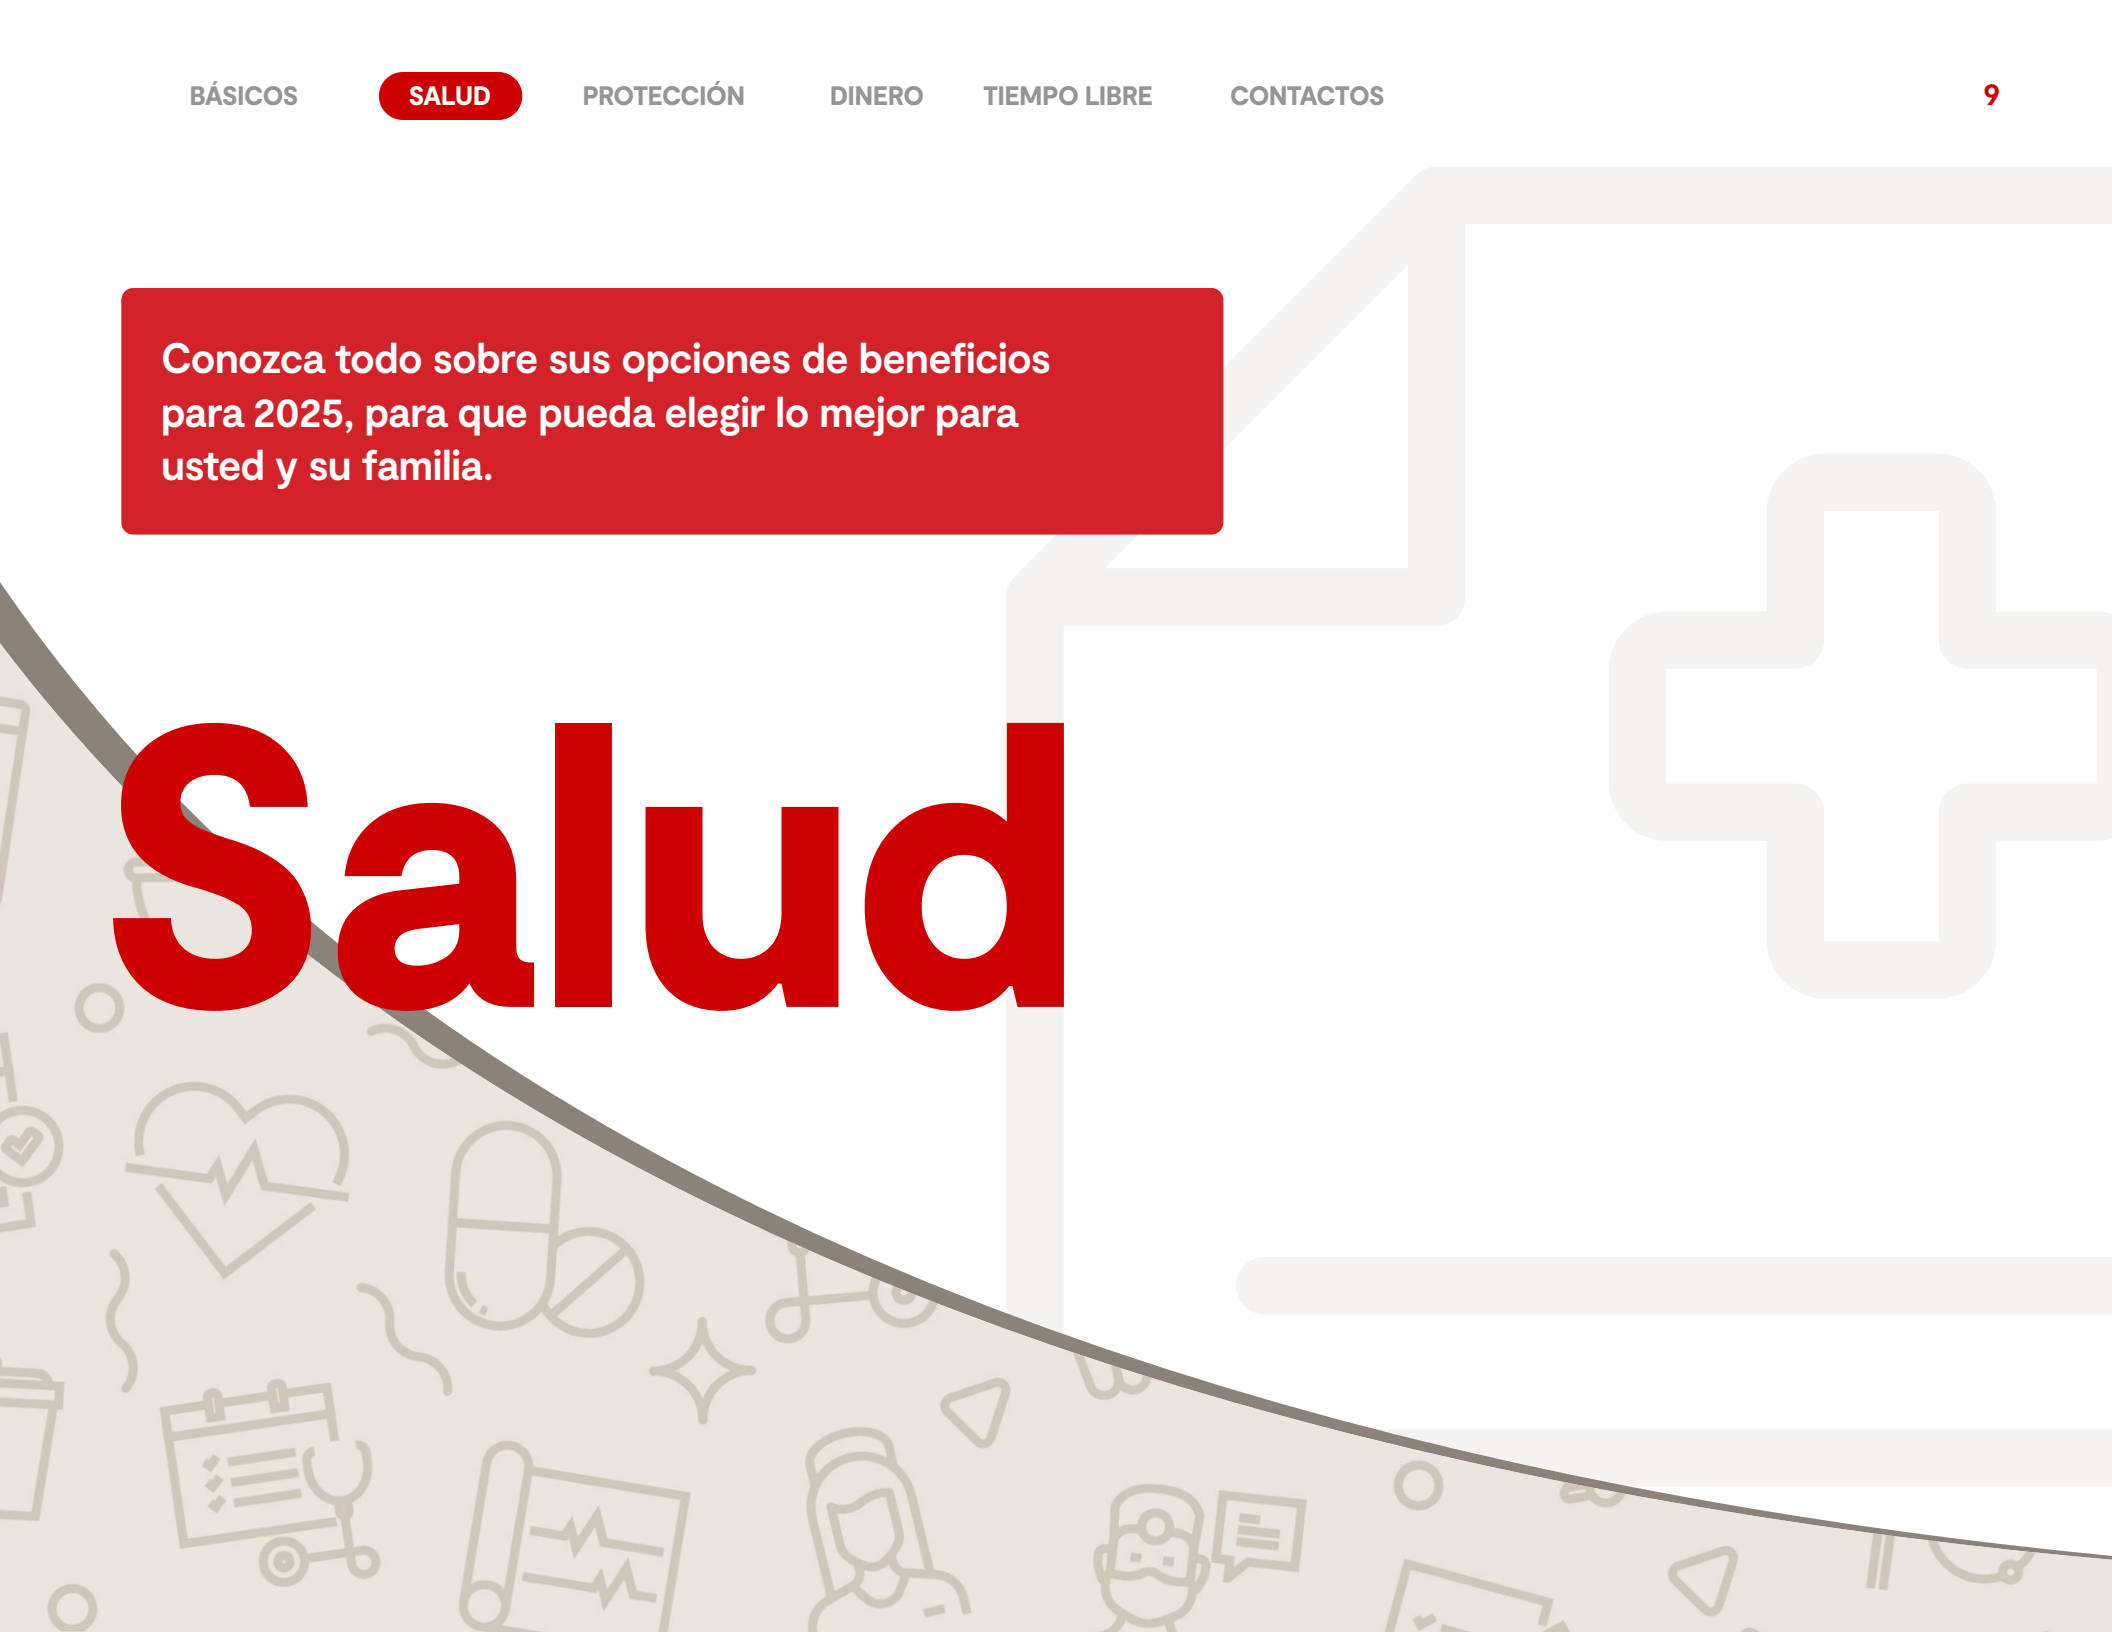 BÁSICOS SALUD PROTECCIÓN DINERO TIEMPO LIBRE CONTACTOS 9
Conozca todo sobre sus opciones de beneficios
para 2025, para que pueda elegir lo mejor para
usted y su familia.
Salud